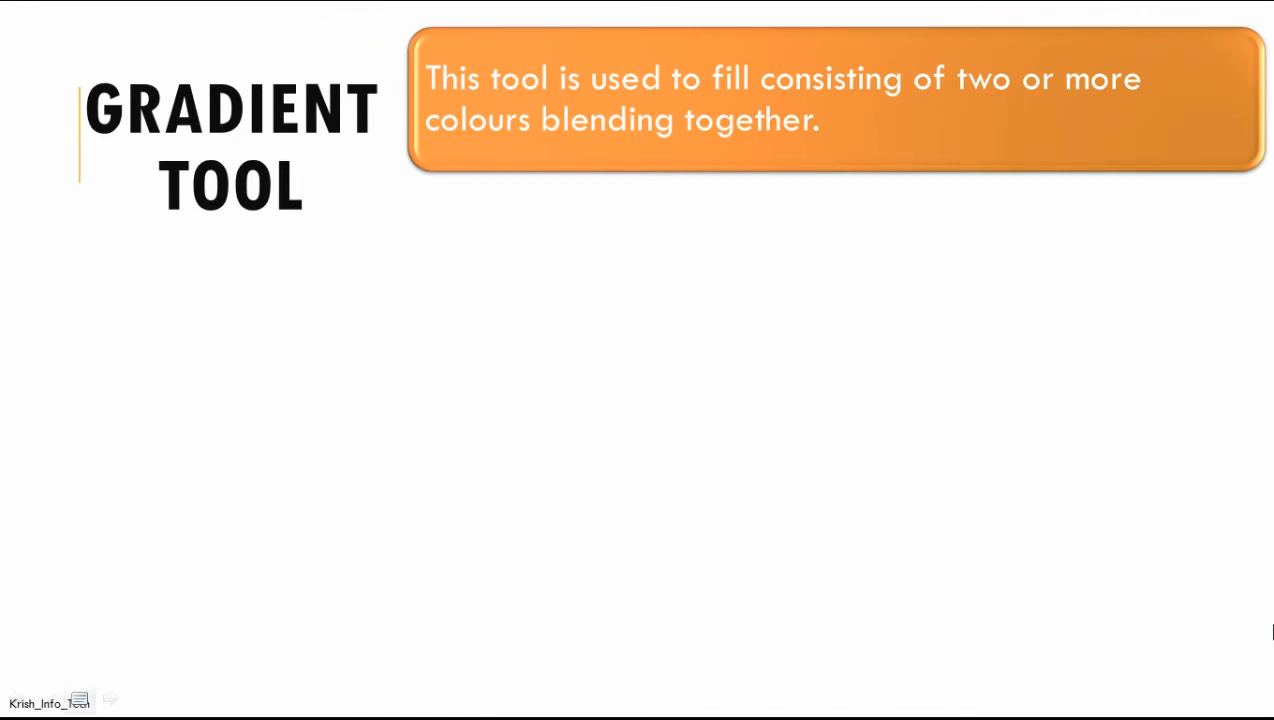 GRADIENT
TOOL
This tool is used to fill consisting of two or more
colours blending together.
Krish_Info_Tech